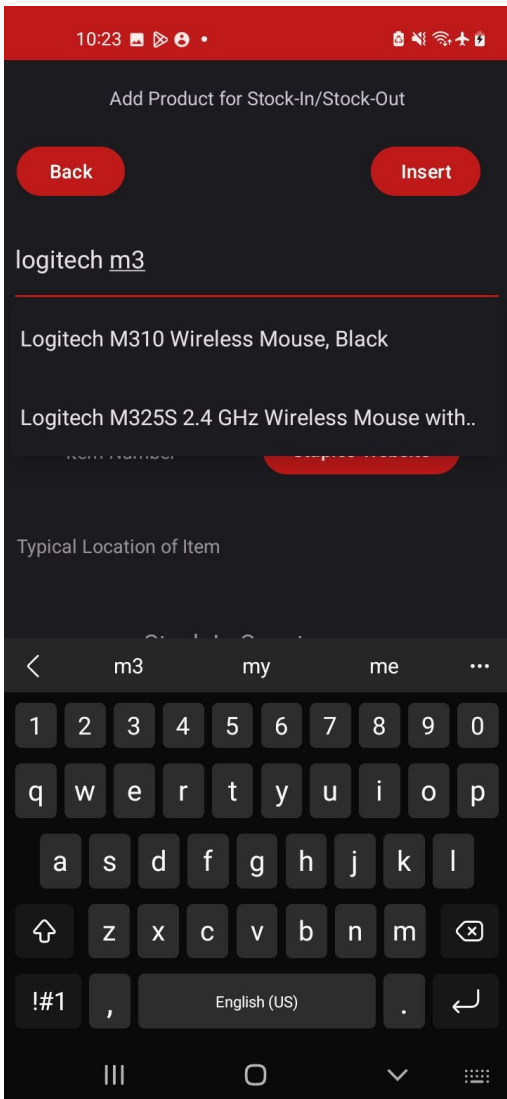 10:23
Add Product for Stock-In/Stock-Out
Back
Insert
logitech m3
Logitech M310 Wireless Mouse, Black
Logitech M325S 2.4 GHz Wireless Mouse with..
Typical Location of Item
m3 my me
1 2 3 4 5 6 7 8 9 0
q w e r t y u i o p
a s d f g h j k l
z x c v b n m
!#1 , English (US) .